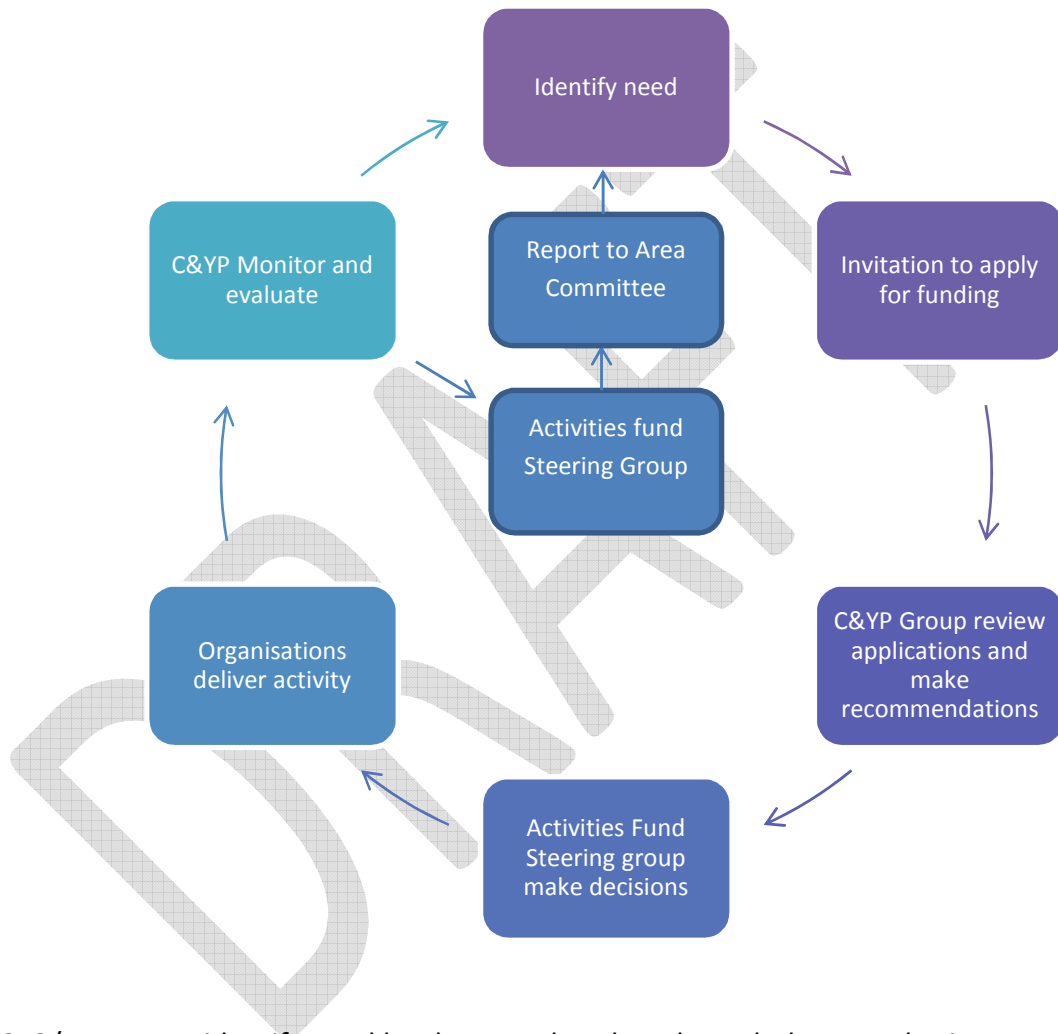 Identify need
Invitation to apply
for funding
C&YP Group review
applications and
make
recommendations
Activities Fund
Steering group
make decisions
Organisations
deliver activity
C&YP Monitor and
evaluate
Activities fund
Steering Group
Report to Area
Committee
DRAFT